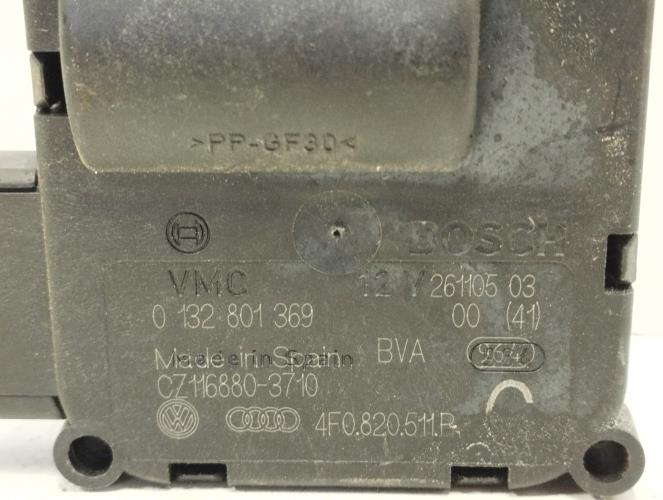 >PP-GF30<
BOSCH
VMC 12 V 261105 03
0 132 801 369 00 (41)
Made in Spain BVA
CZ116880-3710
4F0.820.511.B